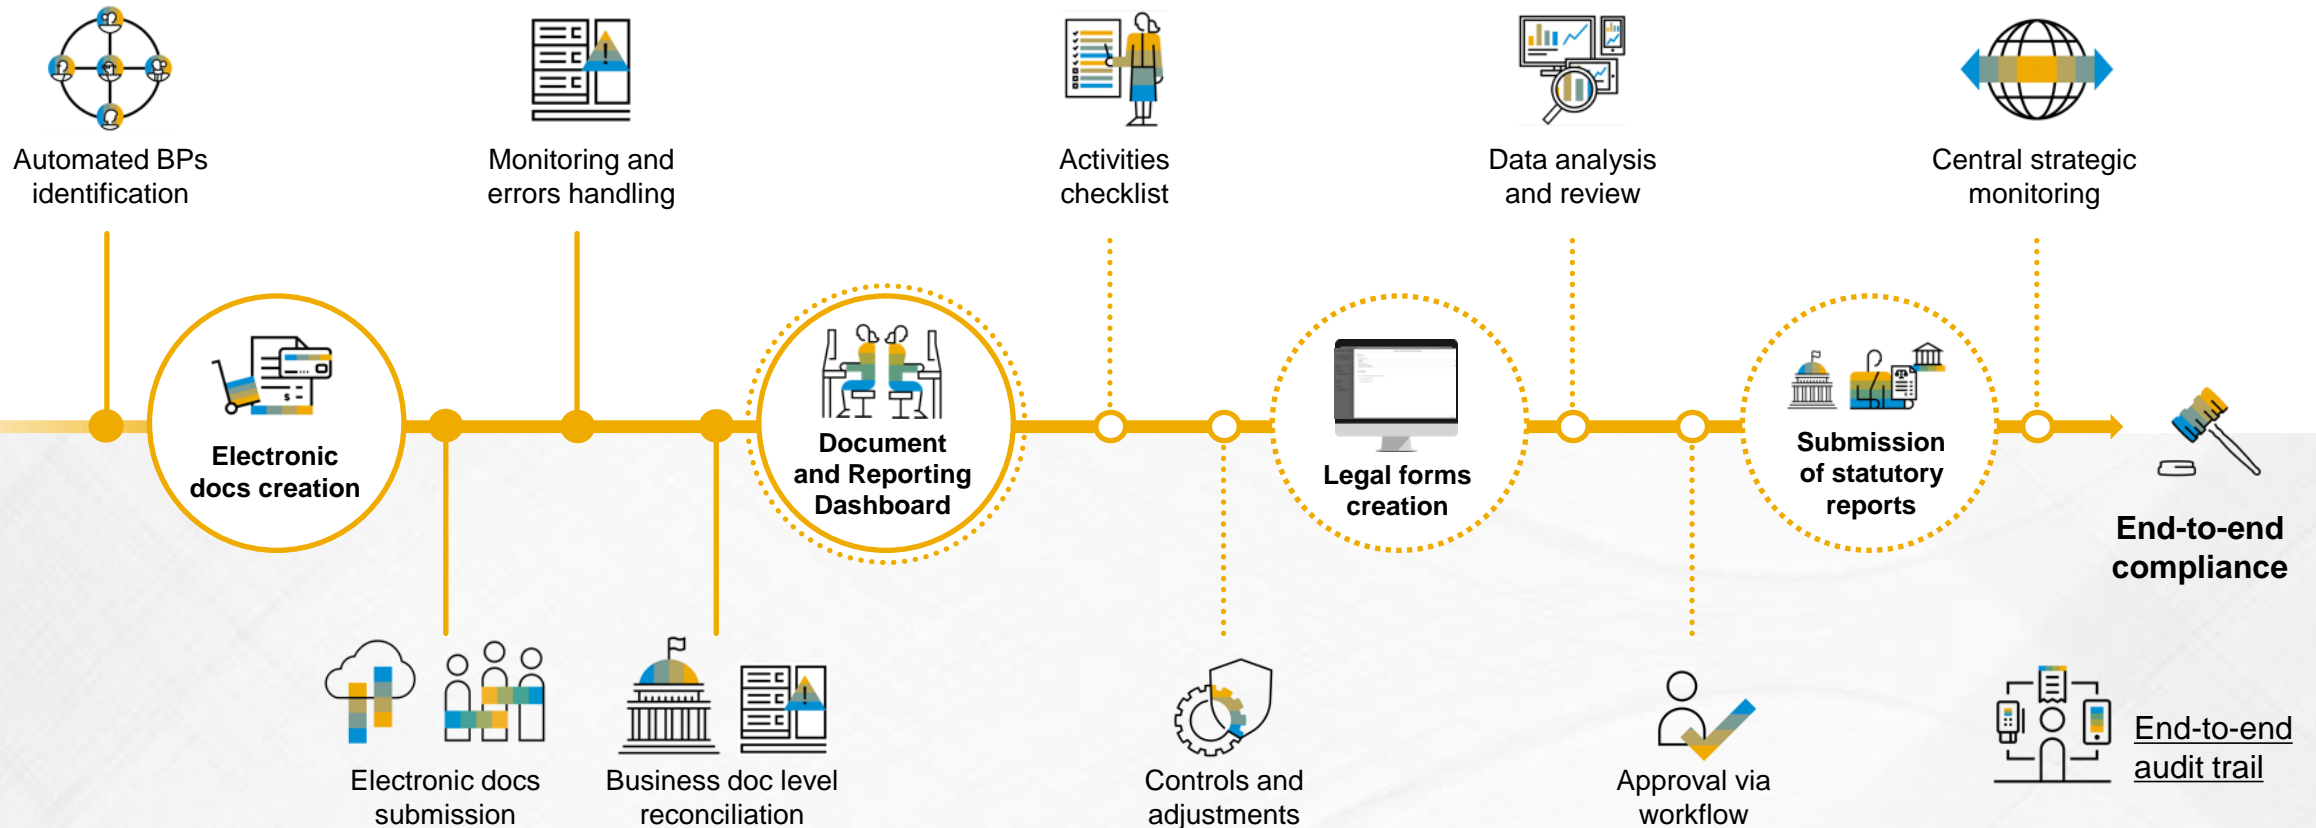 Automated BPs
identification
Monitoring and
errors handling
Activities
checklist
Data analysis
and review
Central strategic
monitoring
Electronic
docs creation
Document
and Reporting
Dashboard
Legal forms
creation
Submission
of statutory
reports
End-to-end
compliance
Electronic docs
submission
Business doc level
reconciliation
Controls and
adjustments
Approval via
workflow
End-to-end
audit trail